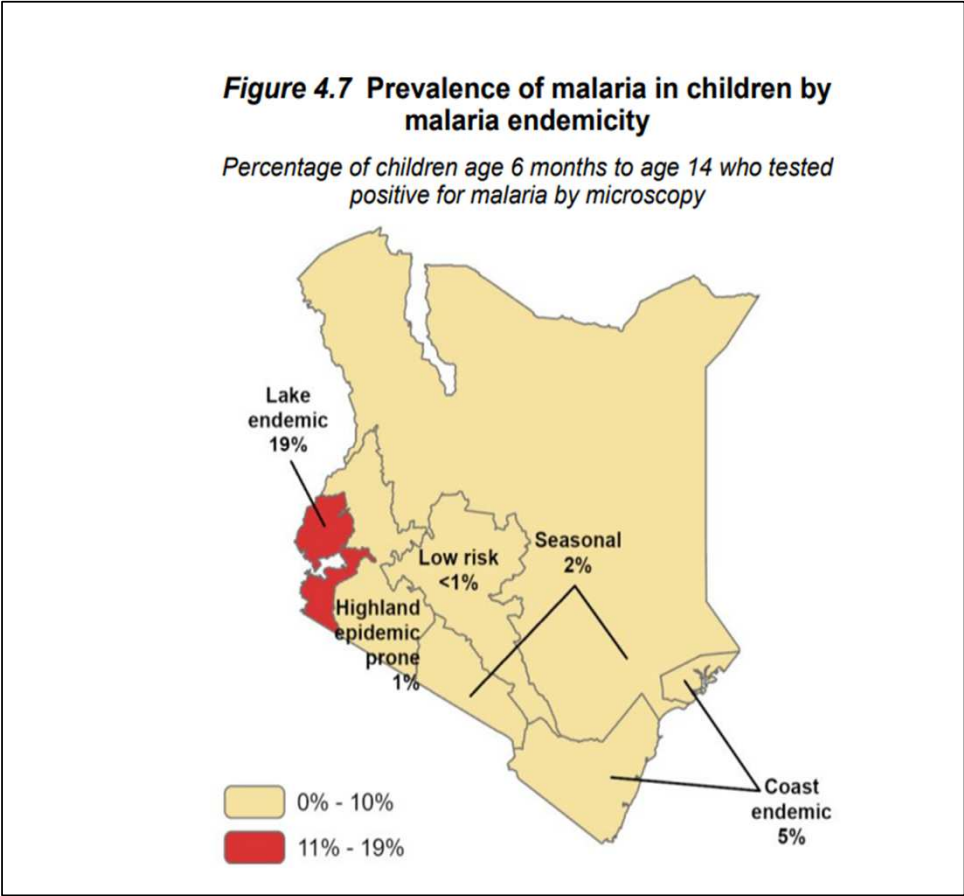 Figure 4.7 Prevalence of malaria in children by
malaria endemicity
Percentage of children age 6 months to age 14 who tested
positive for malaria by microscopy
Lake
endemic
19%
Seasonal
2%
Low risk
<1%
Highland
epidemic
prone
1%
Coast
endemic
5%
0% - 10%
11% - 19%